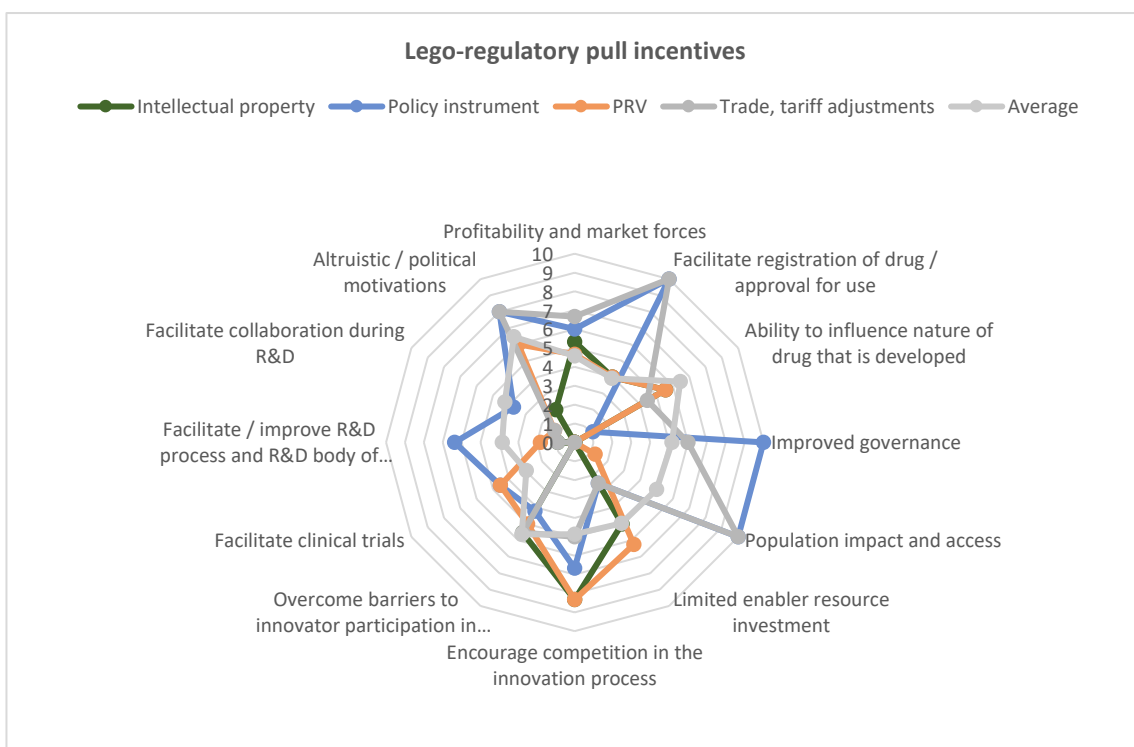 Lego-regulatory pull incentives
Intellectual property
Policy instrument
PRV
Trade, tariff adjustments
Average
Profitability and market forces
Facilitate registration of drug /
approval for use
Ability to influence nature of
drug that is developed
Improved governance
Population impact and access
Limited enabler resource
investment
Encourage competition in the
innovation process
Overcome barriers to
innovator participation in…
Facilitate clinical trials
Facilitate / improve R&D
process and R&D body of…
Facilitate collaboration during
R&D
Altruistic / political
motivations
10
9
8
7
6
5
4
3
2
1
0